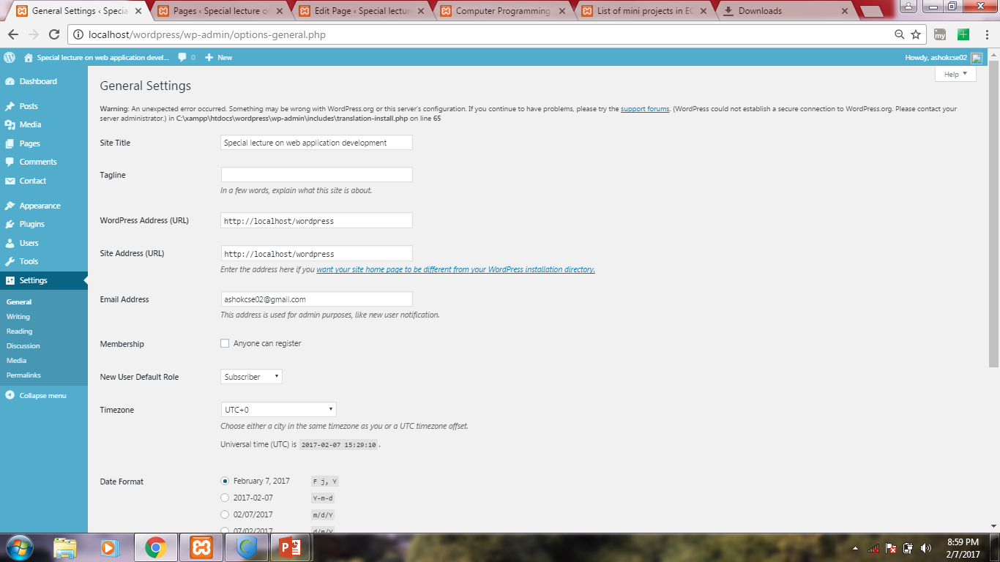 General Settings ‹ Specia
Pages ‹ Special lecture o
Edit Page ‹ Special lectur
Computer Programming
List of mini projects in EC
Downloads
localhost/wordpress/wp-admin/options-general.php
my
Special lecture on web application devel...
0
New
Howdy, ashokcse02
Dashboard
Posts
Media
Pages
Comments
Contact
Appearance
Plugins
Users
Tools
Settings
General
Writing
Reading
Discussion
Media
Permalinks
Collapse menu
Help
General Settings
Warning: An unexpected error occurred. Something may be wrong with WordPress.org or this server's configuration. If you continue to have problems, please try the support forums. (WordPress could not establish a secure connection to WordPress.org. Please contact your
server administrator.) in C:\xampp\htdocs\wordpress\wp-admin\includes\translation-install.php on line 65
Site Title
Special lecture on web application development
Tagline
In a few words, explain what this site is about.
WordPress Address (URL)
http://localhost/wordpress
Site Address (URL)
http://localhost/wordpress
Enter the address here if you want your site home page to be different from your WordPress installation directory.
Email Address
ashokcse02@gmail.com
This address is used for admin purposes, like new user notification.
Membership
Anyone can register
New User Default Role
Subscriber
Timezone
UTC+0
Choose either a city in the same timezone as you or a UTC timezone offset.
Universal time (UTC) is 2017-02-07 15:29:10 .
Date Format
February 7, 2017 F j, Y
2017-02-07 Y-m-d
02/07/2017 m/d/Y
07/02/2017 d/m/Y
8:59 PM
2/7/2017